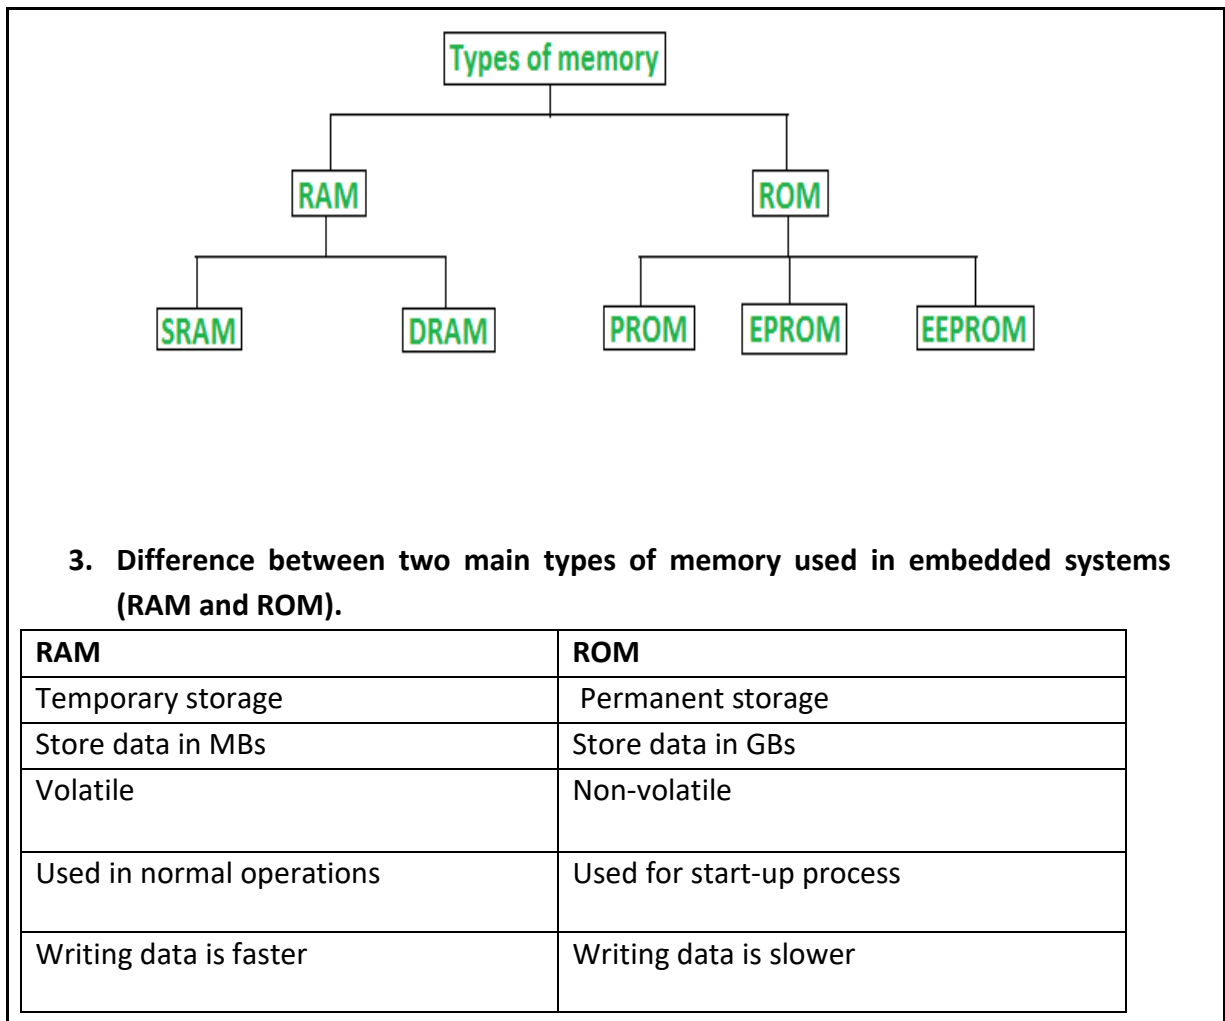 Types of memory
RAM ROM
SRAM DRAM PROM EPROM EEPROM
3. Difference between two main types of memory used in embedded systems
(RAM and ROM).
RAM ROM
Temporary storage Permanent storage
Store data in MBs Store data in GBs
Volatile Non-volatile
Used in normal operations Used for start-up process
Writing data is faster Writing data is slower